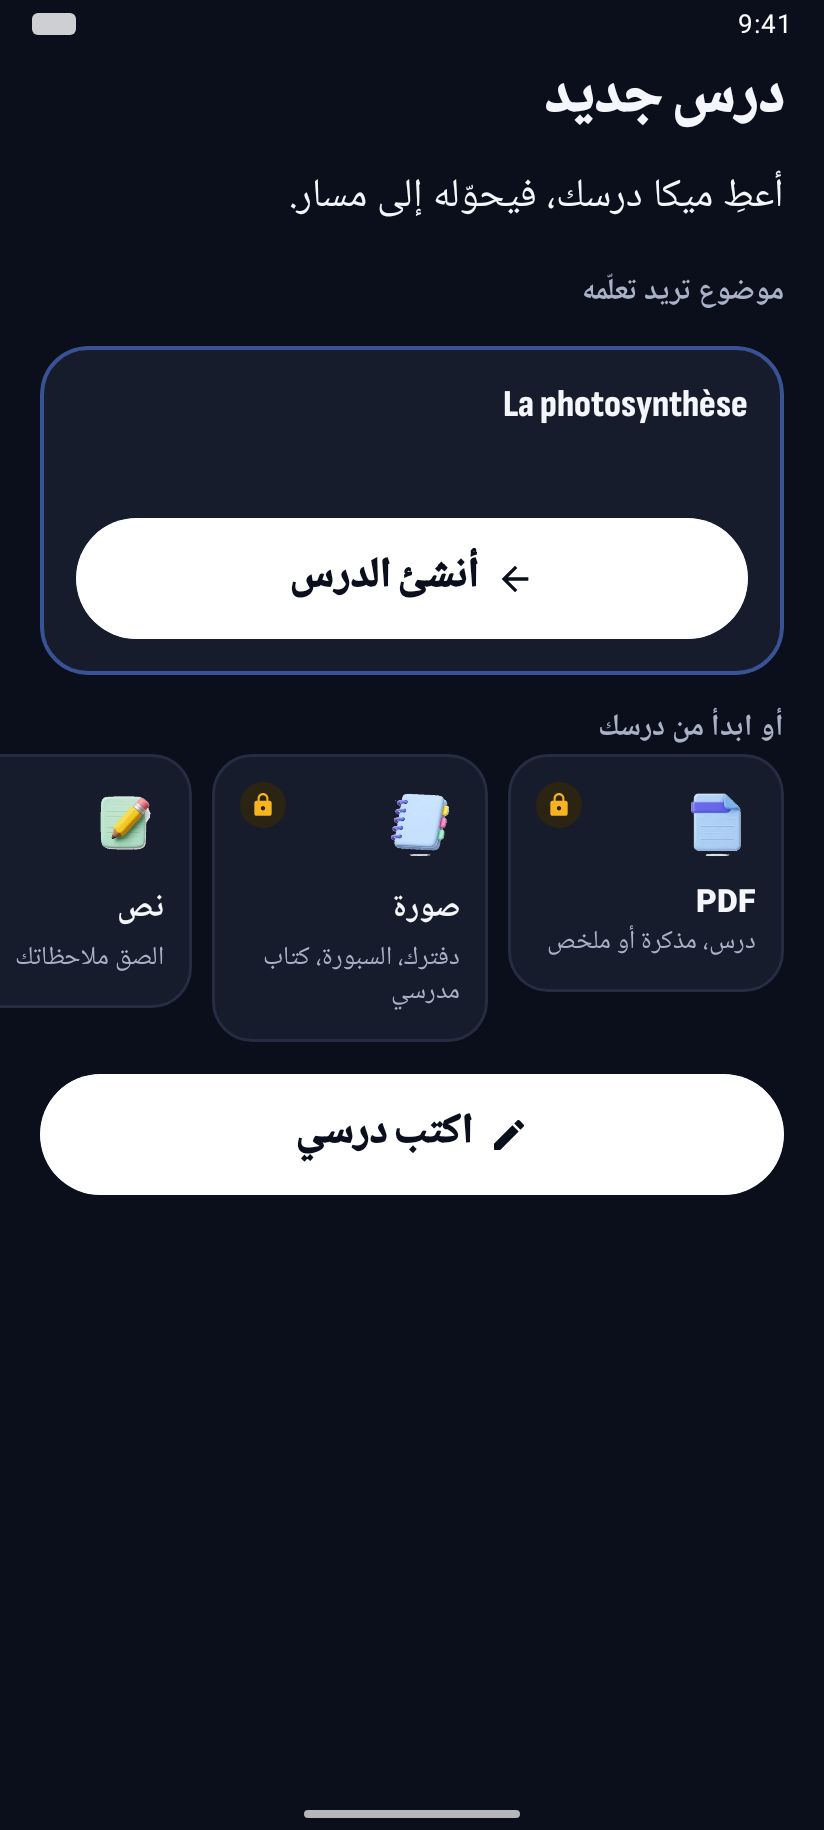 9:41
درس جديد
أعطِ ميكا درسك، فيحوّله إلى مسار.
موضوع تريد تعلّمه
La photosynthèse
أنشئ الدرس
أو ابدأ من درسك
PDF
درس، مذكرة أو ملخص
صورة
دفترك، السبورة، كتاب
مدرسي
نص
الصق ملاحظاتك
اكتب درسي